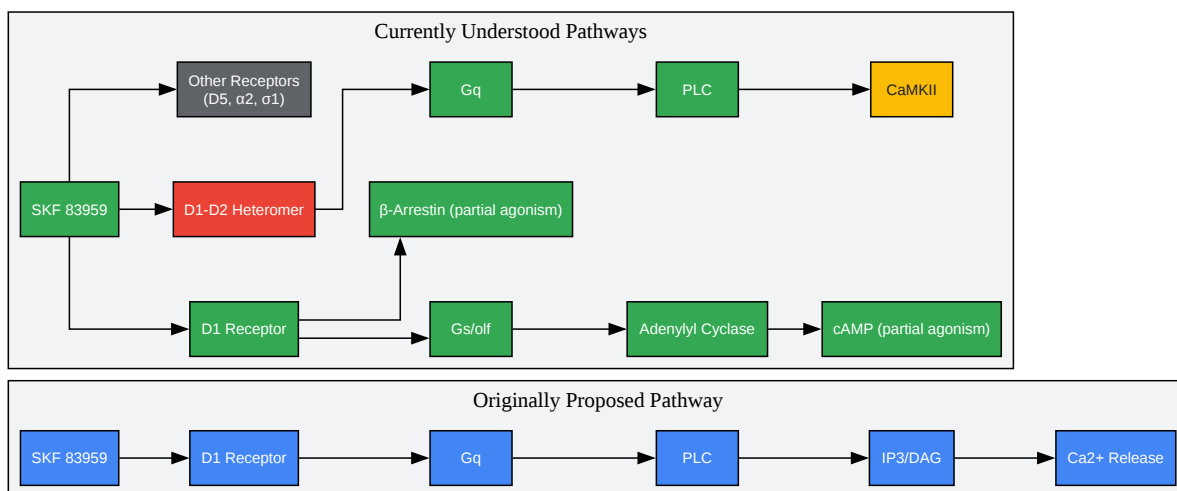 Currently Understood Pathways
Other Receptors
(D5, α2, σ1)
Gq
PLC
CaMKII
SKF 83959
D1-D2 Heteromer
β-Arrestin (partial agonism)
D1 Receptor
Gs/olf
Adenylyl Cyclase
cAMP (partial agonism)
Originally Proposed Pathway
SKF 83959
D1 Receptor
Gq
PLC
IP3/DAG
Ca2+ Release